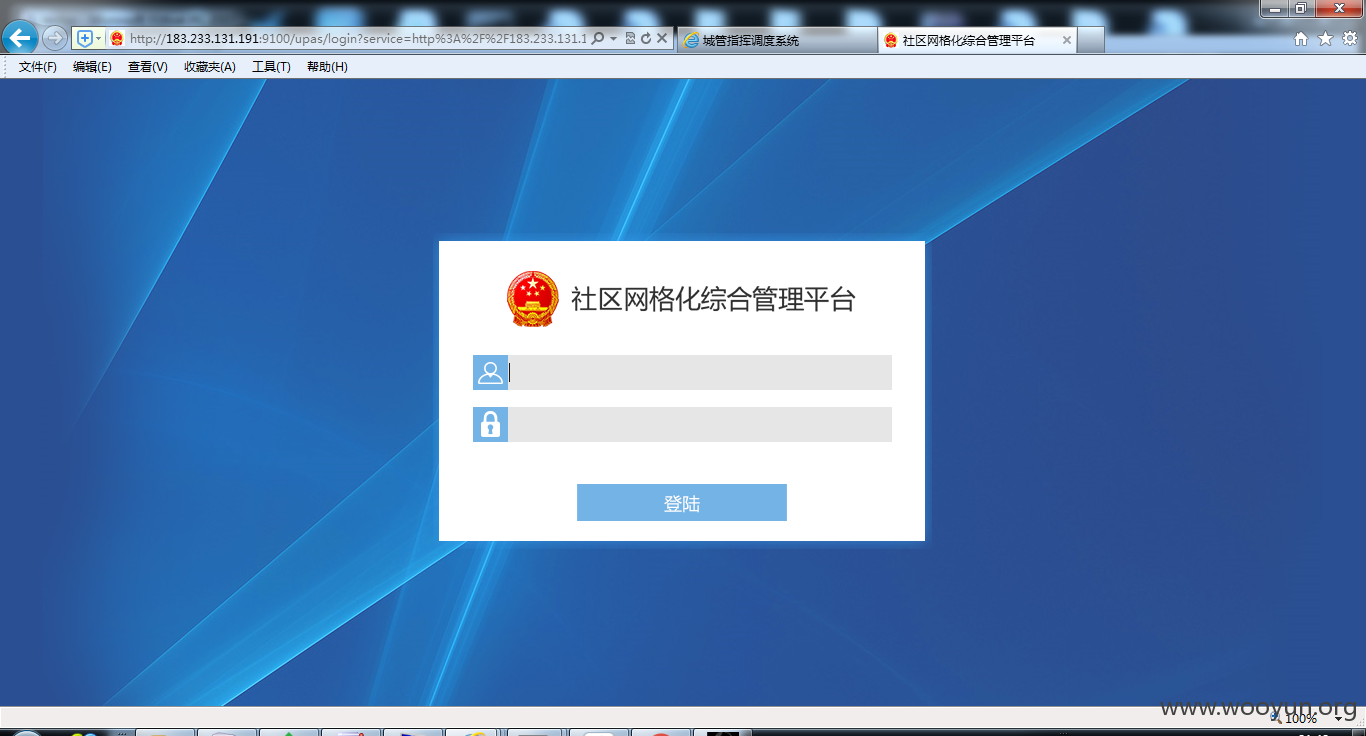 http://183.233.131.191:9100/upas/login?service=http%3A%2F%2F183.233.131.1
城管指挥调度系统
社区网格化综合管理平台
文件(F) 编辑(E) 查看(V) 收藏夹(A) 工具(T) 帮助(H)
社区网格化综合管理平台
登陆
www.wooyun.org
100%